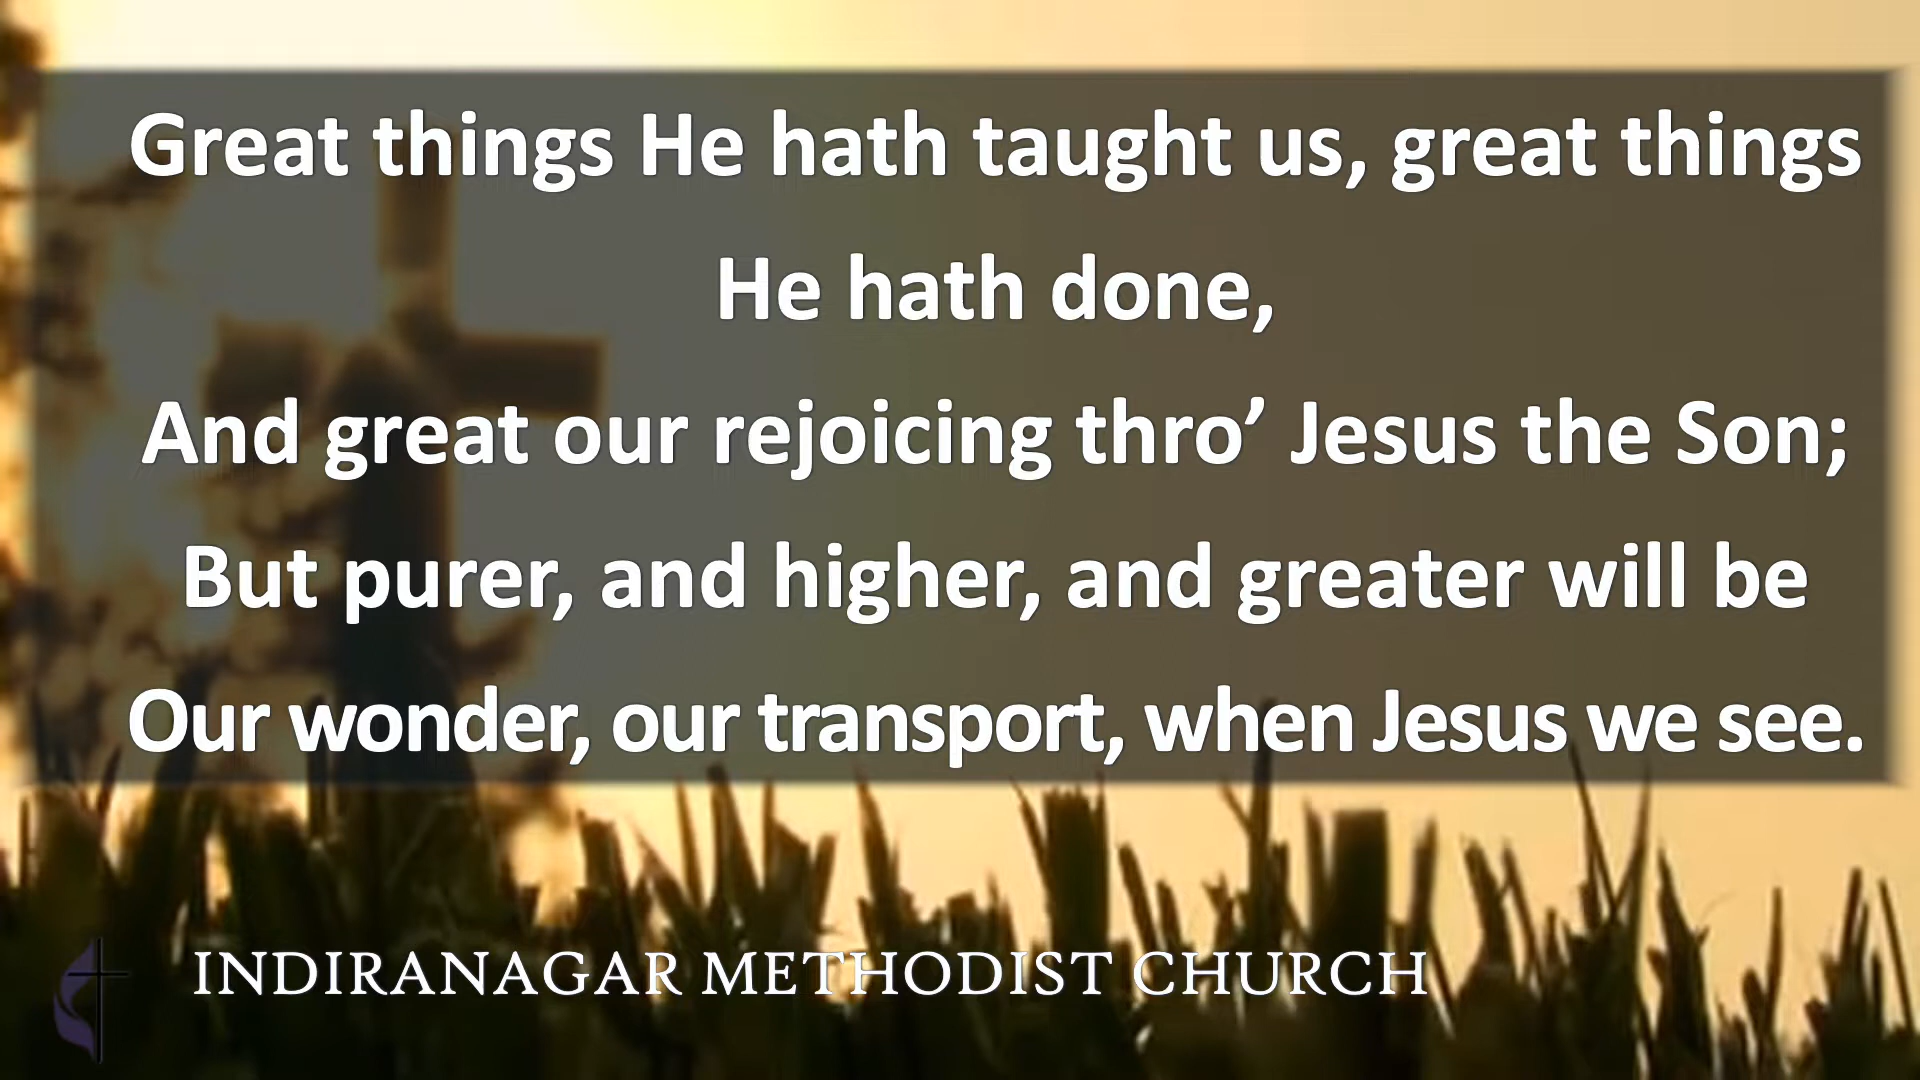 Great things He hath taught us, great things
He hath done,
And great our rejoicing thro’ Jesus the Son;
But purer, and higher, and greater will be
Our wonder, our transport, when Jesus we see.
INDIRANAGAR METHODIST CHURCH